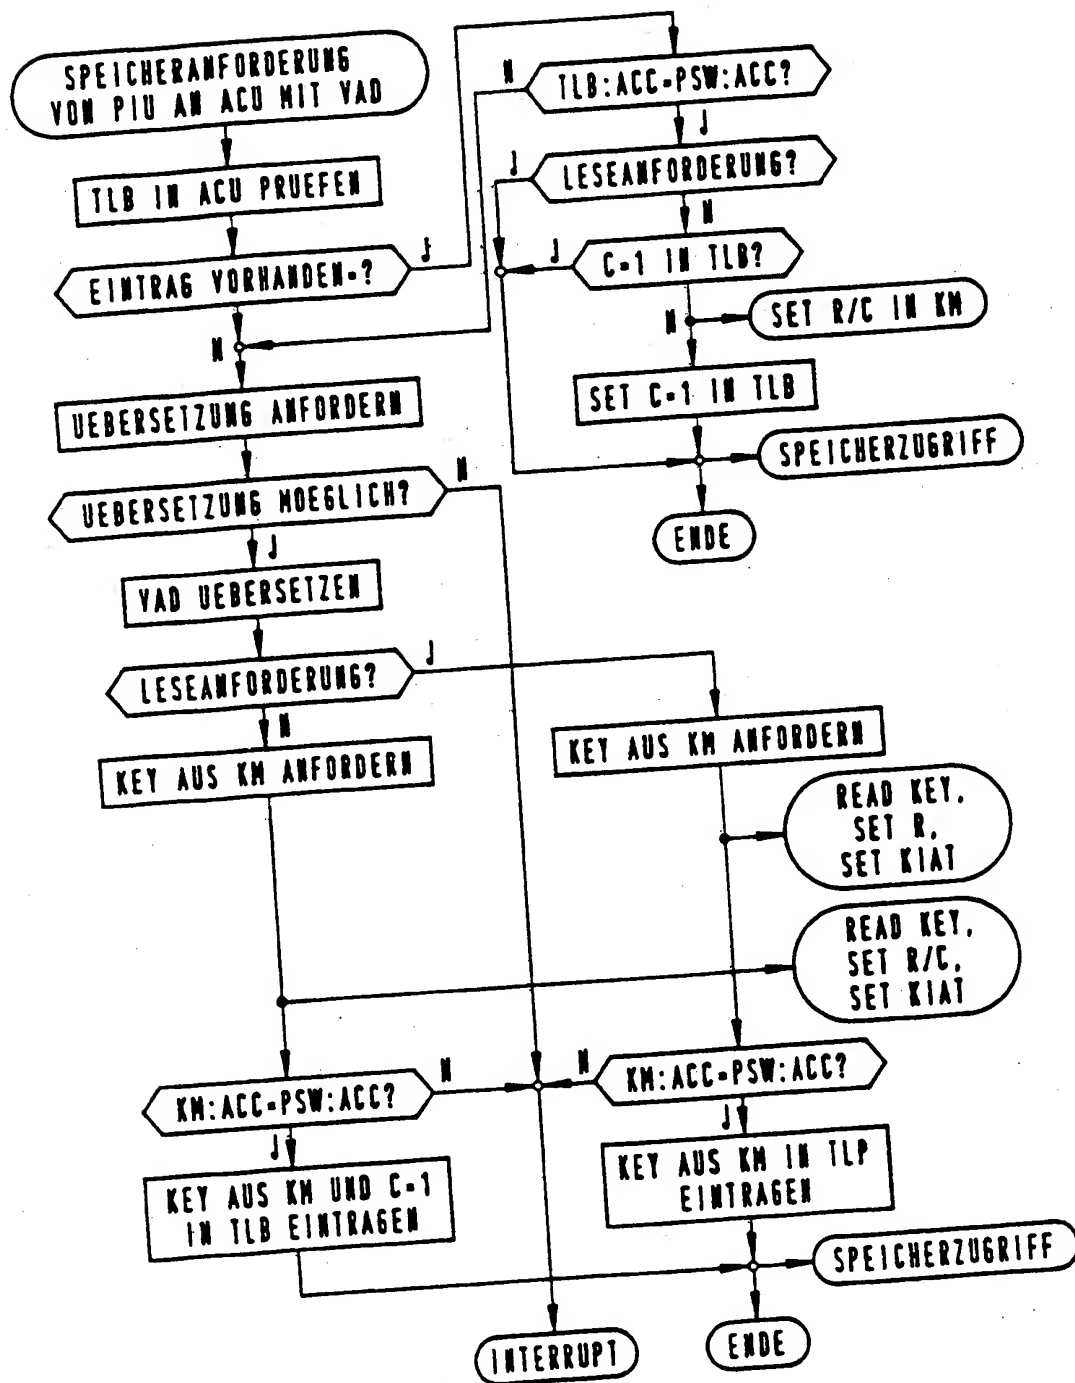 SPEICHERANFORDERUNG
VON PIU AN ACU MIT VAD
TLB IN ACU PRUEFEN
EINTRAG VORHANDEN=?
J
N
UEBERSETZUNG ANFORDERN
UEBERSETZUNG MOEGLICH?
N
J
VAD UEBERSETZEN
LESEANFORDERUNG?
J
N
KEY AUS KM ANFORDERN
KM:ACC=PSW:ACC?
N
J
KEY AUS KM UND C=1
IN TLB EINTRAGEN
N
TLB:ACC=PSW:ACC?
J
J
LESEANFORDERUNG?
N
J
C=1 IN TLB?
N
SET R/C IN KM
SET C=1 IN TLB
SPEICHERZUGRIFF
ENDE
KEY AUS KM ANFORDERN
READ KEY,
SET R,
SET KIAT
READ KEY,
SET R/C,
SET KIAT
N
KM:ACC=PSW:ACC?
J
KEY AUS KM IN TLP
EINTRAGEN
SPEICHERZUGRIFF
INTERRUPT
ENDE